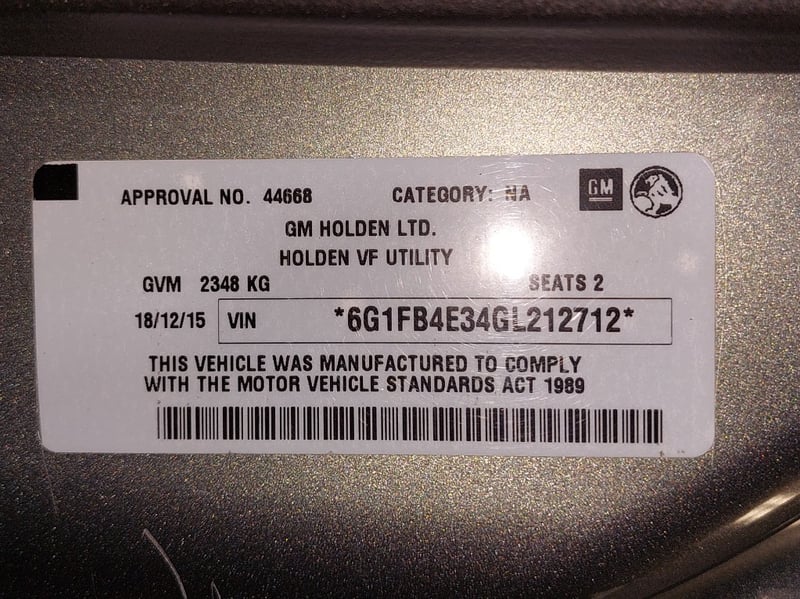 APPROVAL NO. 44668 CATEGORY: NA GM
GM HOLDEN LTD.
HOLDEN VF UTILITY
GVM 2348 KG SEATS 2
18/12/15 VIN *6G1FB4E34GL212712*
THIS VEHICLE WAS MANUFACTURED TO COMPLY
WITH THE MOTOR VEHICLE STANDARDS ACT 1989